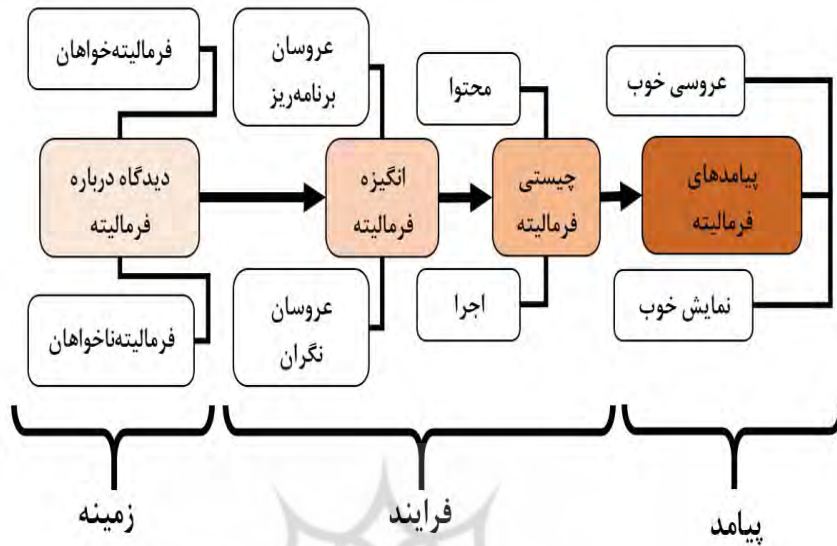 فرمالیته‌خواهان
دیدگاه درباره
فرمالیته
فرمالیته‌ناخواهان
عروسان
برنامه‌ریز
انگیزه
فرمالیته
عروسان
نگران
محتوا
چیستی
فرمالیته
اجرا
عروسی خوب
پیامدهای
فرمالیته
نمایش خوب
زمینه
فرایند
پیامد